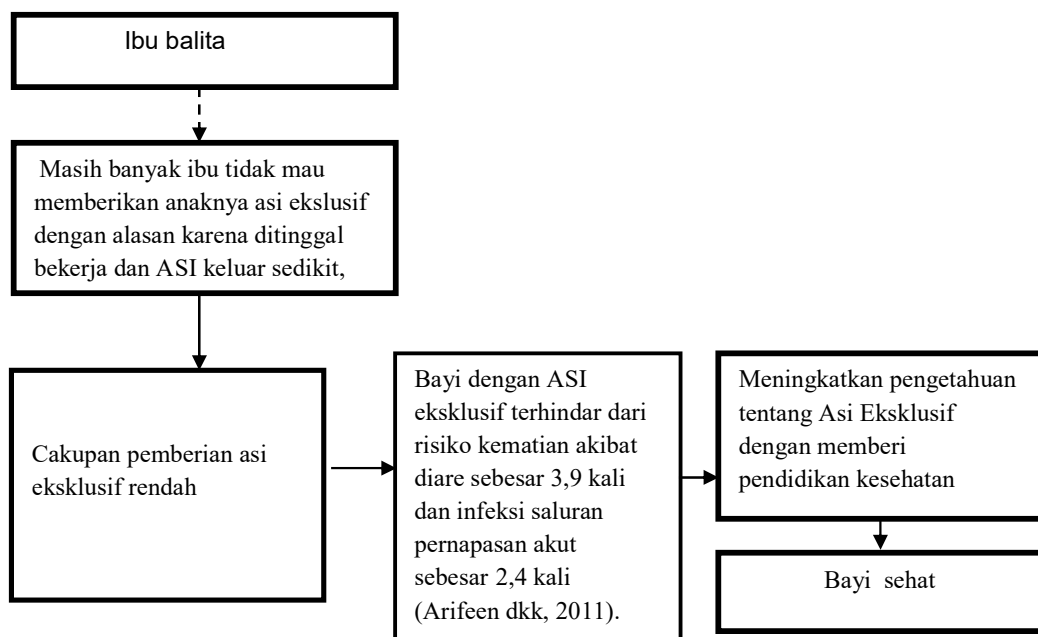 Ibu balita
Masih banyak ibu tidak mau
memberikan anaknya asi ekslusif
dengan alasan karena ditinggal
bekerja dan ASI keluar sedikit,
Cakupan pemberian asi
eksklusif rendah
Bayi dengan ASI
eksklusif terhindar dari
risiko kematian akibat
diare sebesar 3,9 kali
dan infeksi saluran
pernapasan akut
sebesar 2,4 kali
(Arifeen dkk, 2011).
Meningkatkan pengetahuan
tentang Asi Eksklusif
dengan memberi
pendidikan kesehatan
Bayi sehat